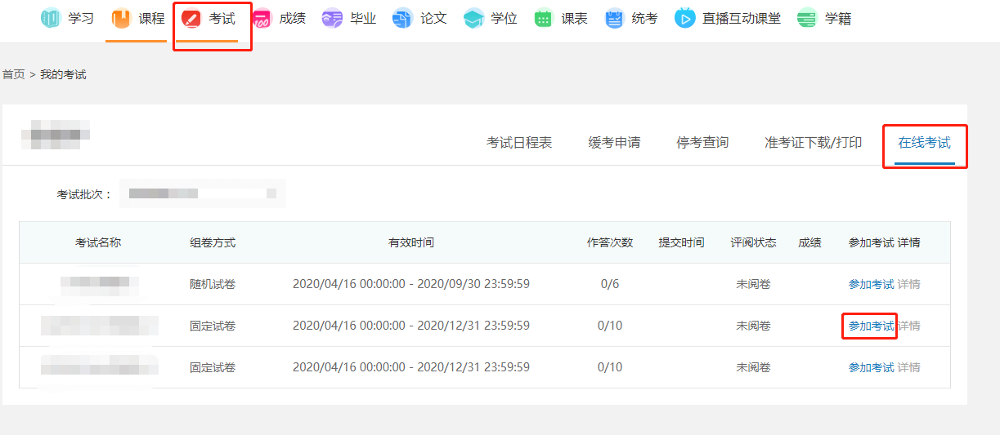 学习 课程 考试 成绩 毕业 论文 学位 课表 统考 直播互动课堂 学籍
首页 > 我的考试
考试日程表 缓考申请 停考查询 准考证下载/打印 在线考试
考试批次：
考试名称 组卷方式 有效时间 作答次数 提交时间 评阅状态 成绩 参加考试 详情
随机试卷 2020/04/16 00:00:00 - 2020/09/30 23:59:59 0/6 未阅卷 参加考试 详情
固定试卷 2020/04/16 00:00:00 - 2020/12/31 23:59:59 0/10 未阅卷 参加考试 详情
固定试卷 2020/04/16 00:00:00 - 2020/12/31 23:59:59 0/10 未阅卷 参加考试 详情